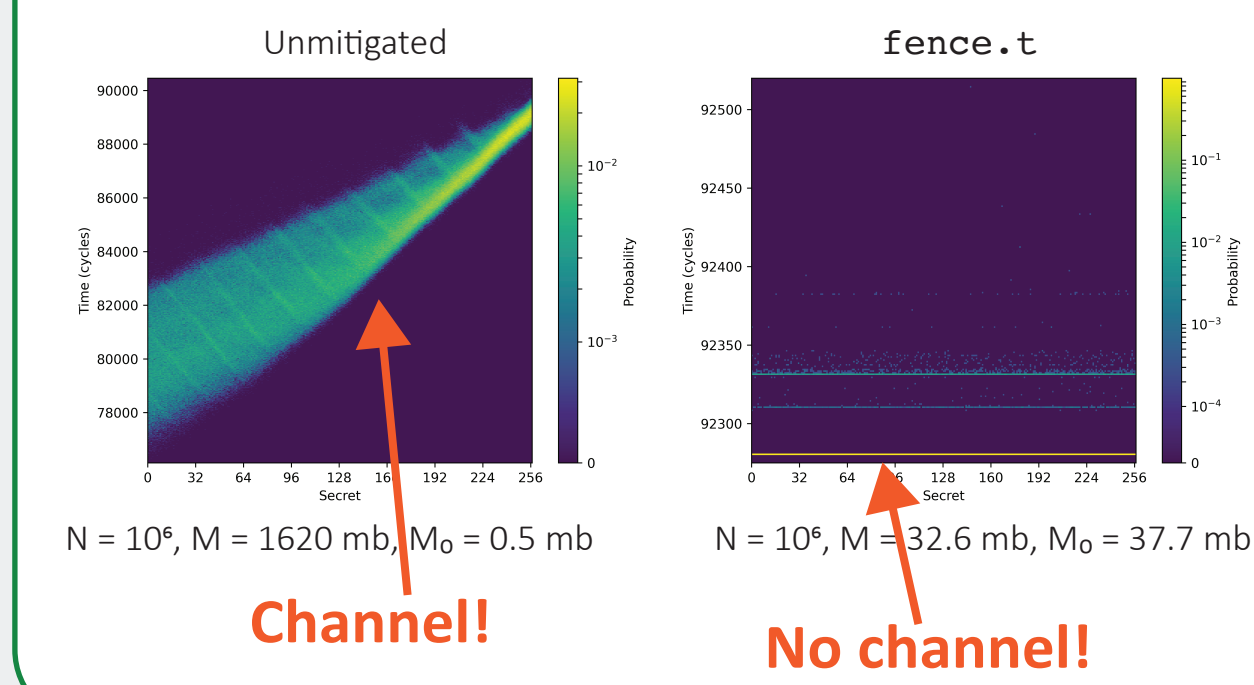 Unmitigated
90000
88000
86000
84000
82000
80000
78000
Time (cycles)
0 32 64 96 128 192 224 256
Secret
10⁻²
10⁻³
0
Probability
N = 10⁶, M = 1620 mb, M₀ = 0.5 mb
Channel!
fence.t
92500
92450
92400
92350
92300
Time (cycles)
0 32 64 128 160 192 224 256
Secret
10⁻¹
10⁻²
10⁻³
10⁻⁴
0
Probability
N = 10⁶, M = 32.6 mb, M₀ = 37.7 mb
No channel!